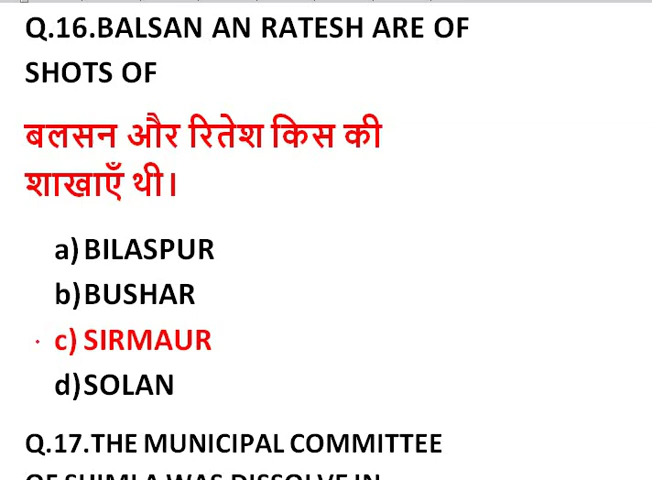 Q.16.BALSAN AN RATESH ARE OF
SHOTS OF
बलसन और रितेश किस की
शाखाएँ थी।
a) BILASPUR
b) BUSHAR
c) SIRMAUR
d) SOLAN
Q.17.THE MUNICIPAL COMMITTEE
OF SHIMLA WAS DISSOLVE IN